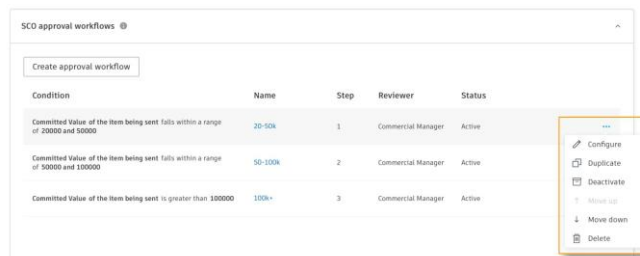 SCO approval workflows
Create approval workflow
Condition Name Step Reviewer Status
Committed Value of the item being sent falls within a range
of 20000 and 50000
20-50k 1 Commercial Manager Active
Committed Value of the item being sent falls within a range
of 50000 and 100000
50-100k 2 Commercial Manager Active
Committed Value of the item being sent is greater than 100000 100k+ 3 Commercial Manager Active
Configure
Duplicate
Deactivate
Move up
Move down
Delete